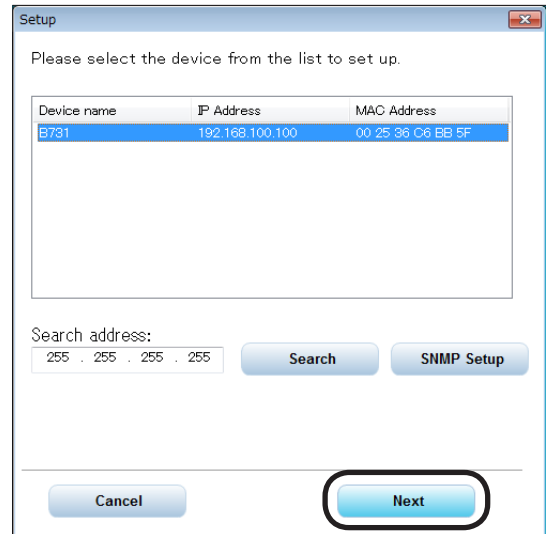 Setup
Please select the device from the list to set up.
Device name IP Address MAC Address
B731 192.168.100.100 00 25 36 C6 BB 5F
Search address:
255 . 255 . 255 . 255 Search SNMP Setup
Cancel Next